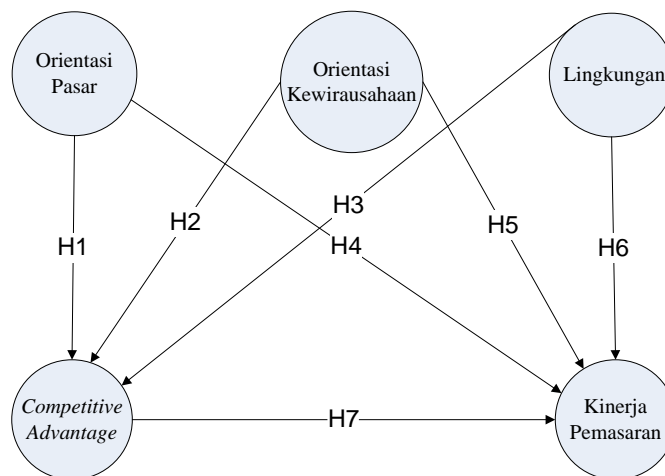 Orientasi
Pasar
Orientasi
Kewirausahaan
Lingkungan
H1
H2
H3
H4
H5
H6
Competitive
Advantage
H7
Kinerja
Pemasaran